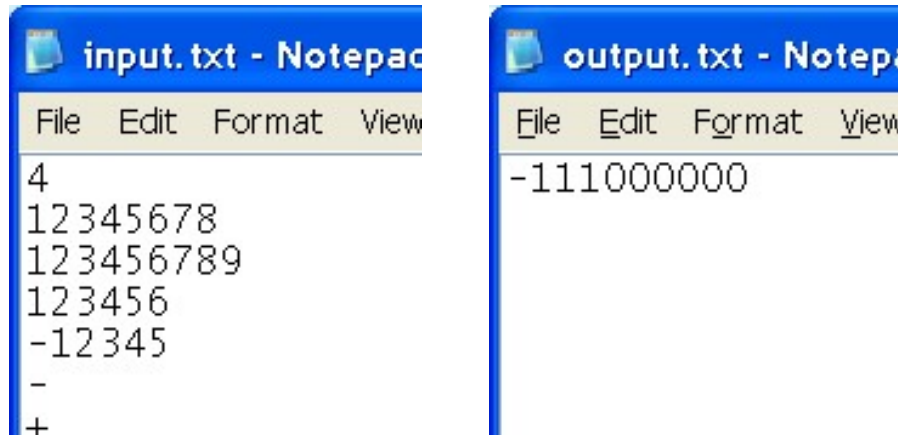 input.txt - Notepad
File Edit Format View
4
12345678
123456789
123456
-12345
-
+
output.txt - Notepa
File Edit Format View
-111000000